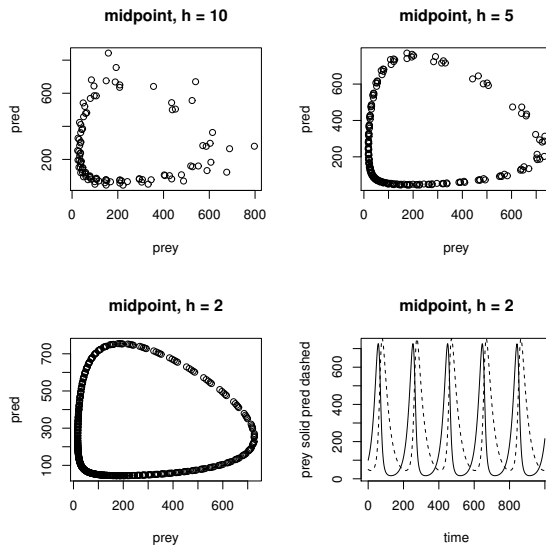 midpoint, h = 10
pred
200 600
0 200 400 600 800
prey
midpoint, h = 5
pred
200 400 600
0 200 400 600
prey
midpoint, h = 2
pred
100 300 500 700
0 200 400 600
prey
midpoint, h = 2
prey solid pred dashed
0 200 400 600
0 200 400 600 800
time